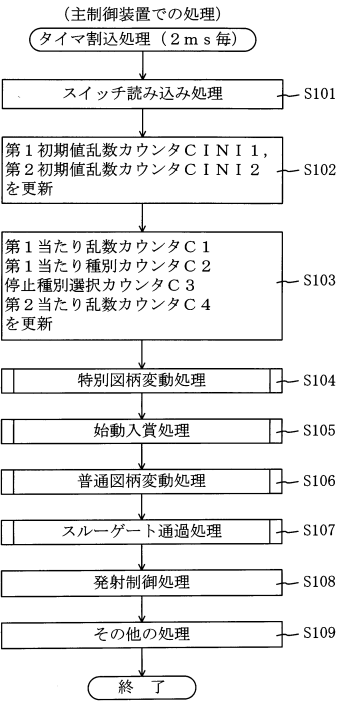 （主制御装置での処理）
タイマ割込処理（２ｍｓ毎）
スイッチ読み込み処理
S101
第１初期値乱数カウンタＣＩＮＩ１，
第２初期値乱数カウンタＣＩＮＩ２
を更新
S102
第１当たり乱数カウンタＣ１
第１当たり種別カウンタＣ２
停止種別選択カウンタＣ３
第２当たり乱数カウンタＣ４
を更新
S103
特別図柄変動処理
S104
始動入賞処理
S105
普通図柄変動処理
S106
スルーゲート通過処理
S107
発射制御処理
S108
その他の処理
S109
終　了